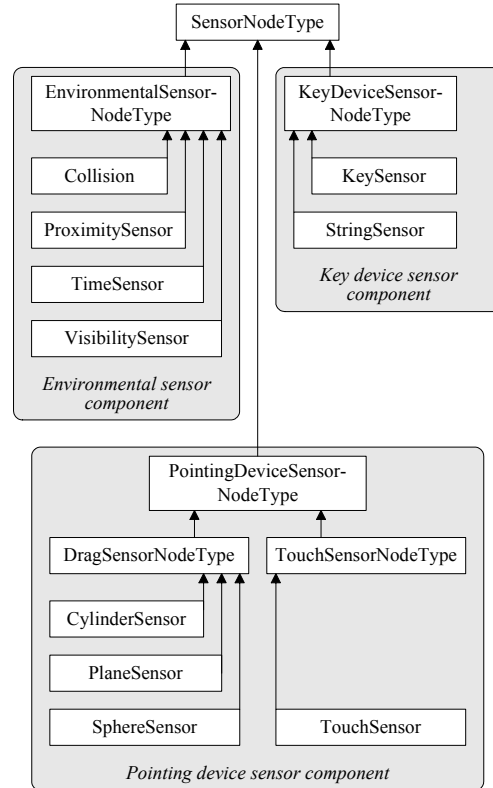 SensorNodeType
EnvironmentalSensor-
NodeType
Collision
ProximitySensor
TimeSensor
VisibilitySensor
Environmental sensor
component
KeyDeviceSensor-
NodeType
KeySensor
StringSensor
Key device sensor
component
PointingDeviceSensor-
NodeType
DragSensorNodeType
TouchSensorNodeType
CylinderSensor
PlaneSensor
SphereSensor
TouchSensor
Pointing device sensor component